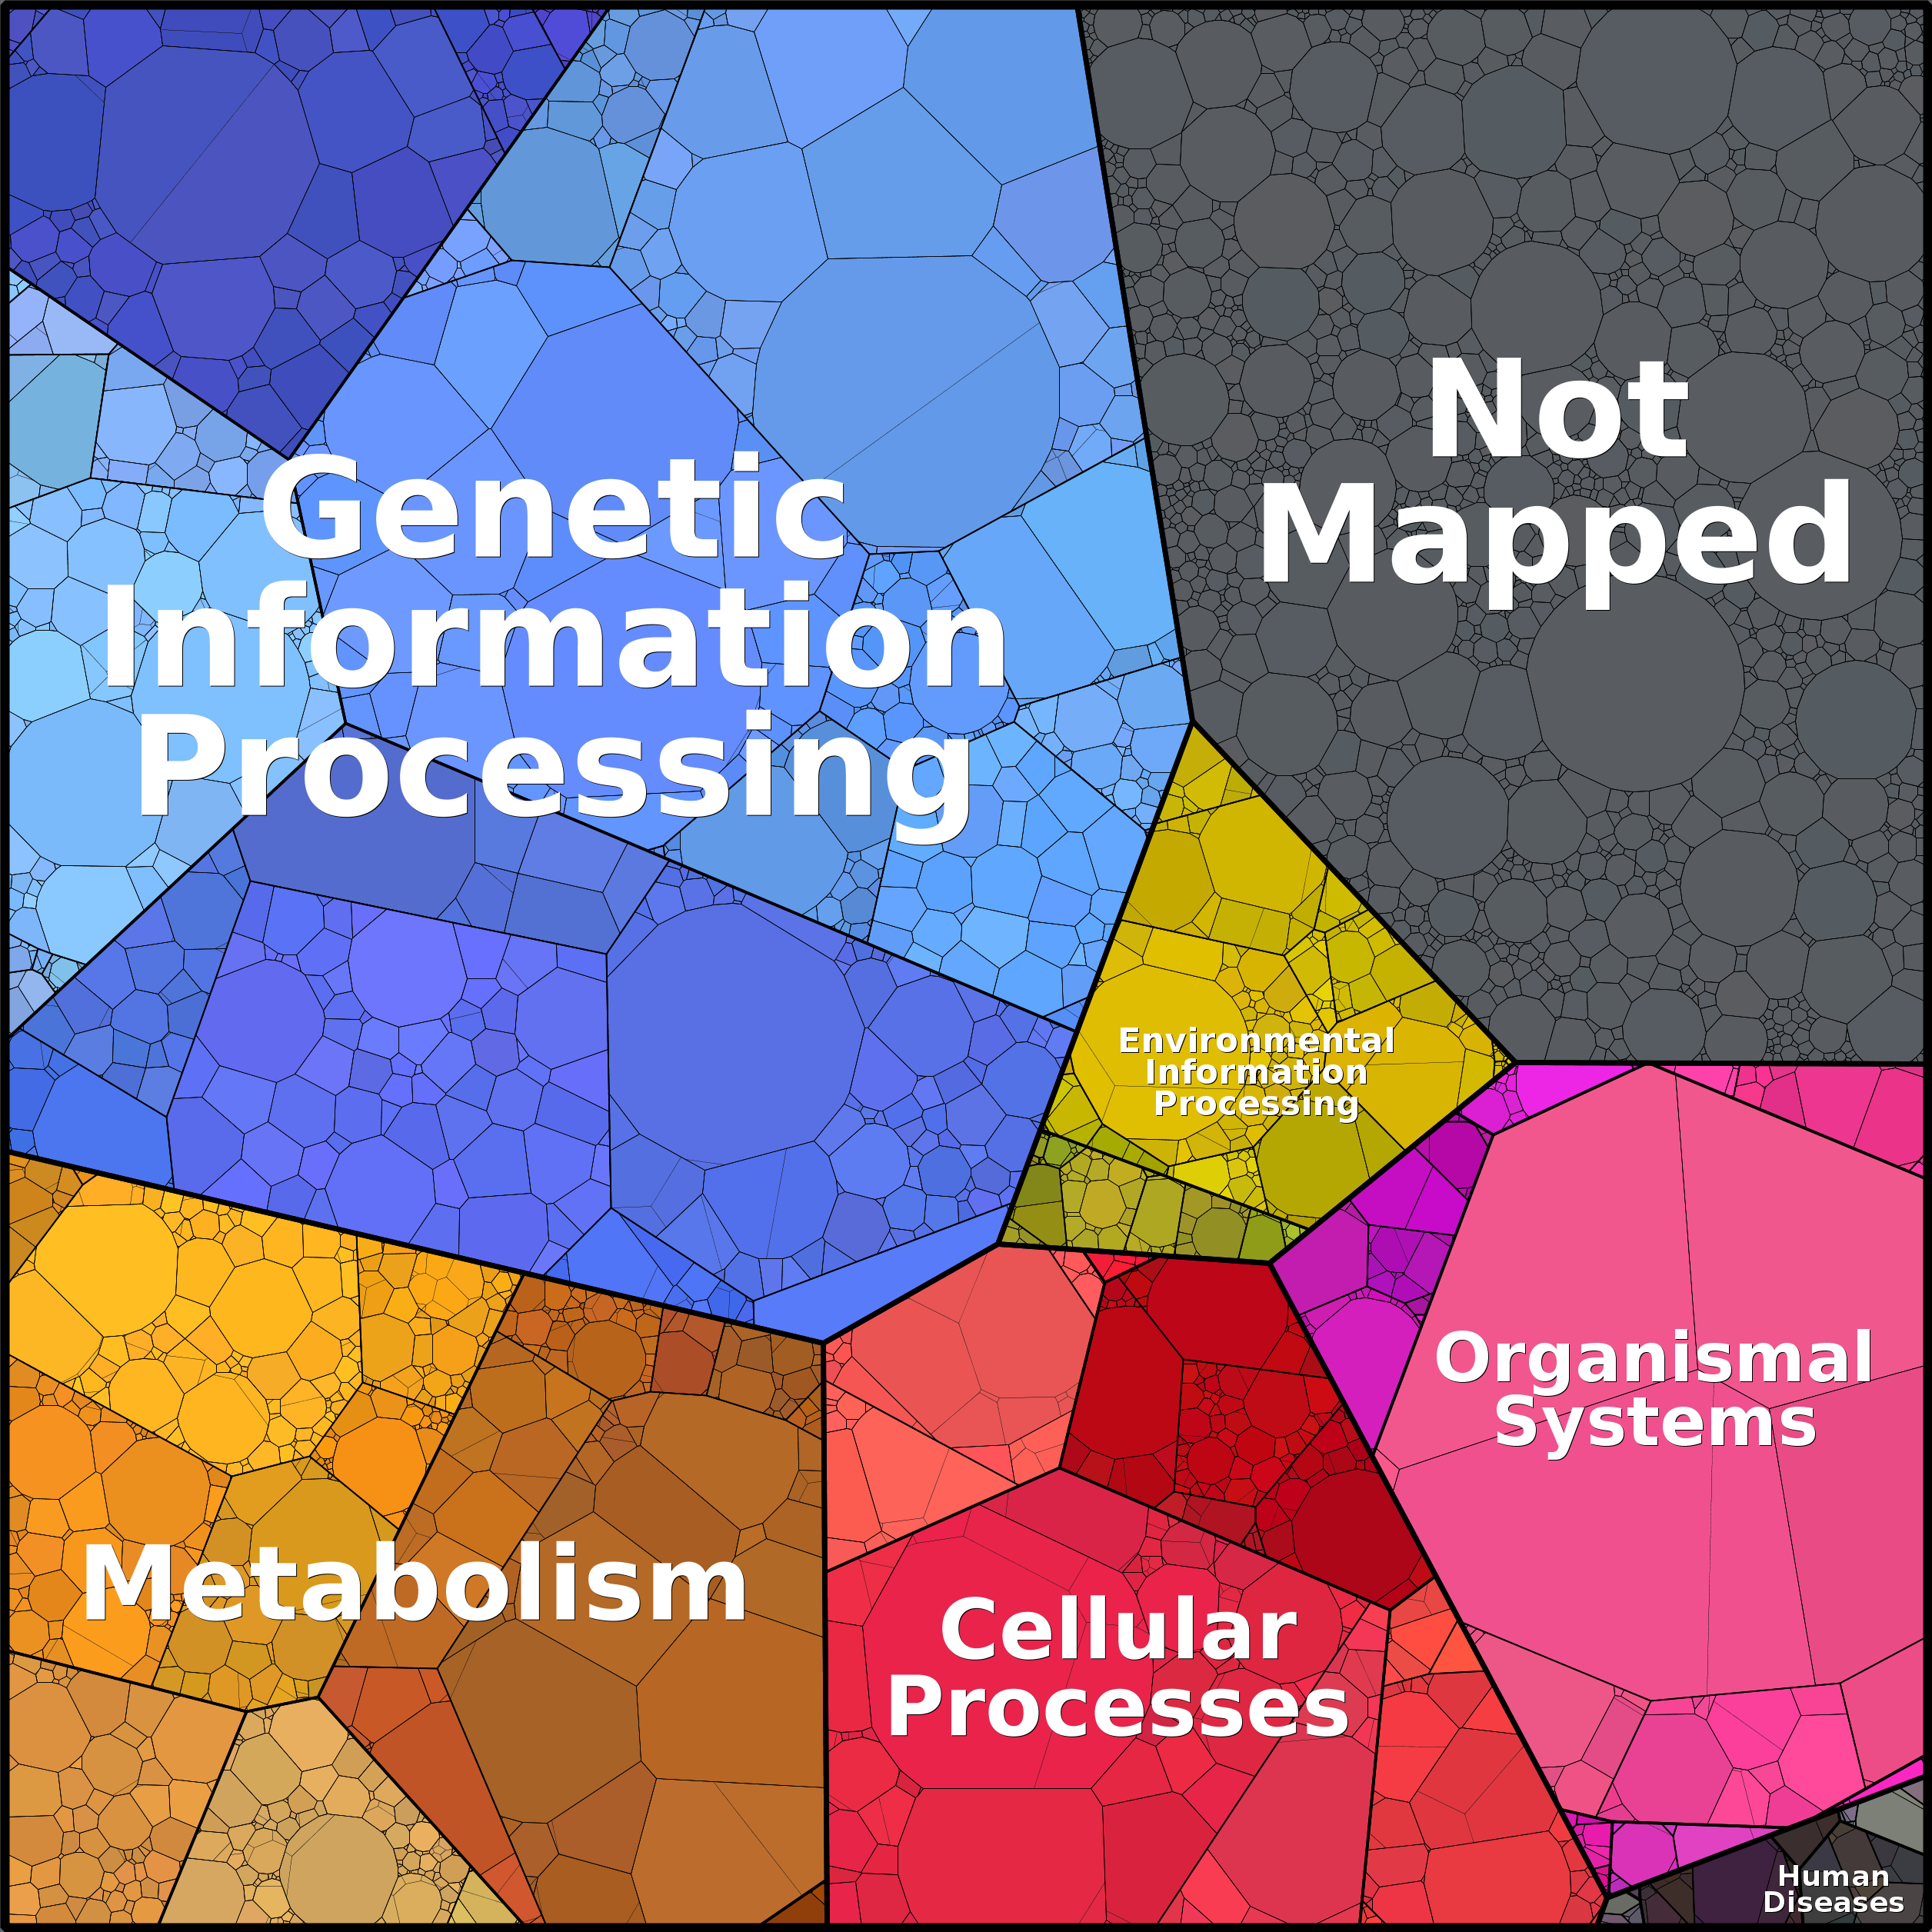 Genetic
Information
Processing
Not
Mapped
Environmental
Information
Processing
Organismal
Systems
Metabolism
Cellular
Processes
Human
Diseases